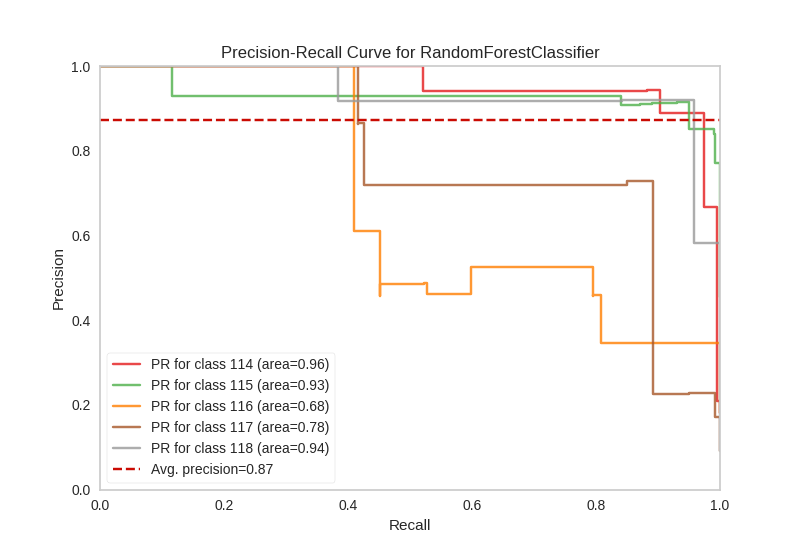 Precision-Recall Curve for RandomForestClassifier
1.0
0.8
0.6
0.4
0.2
0.0
Precision
PR for class 114 (area=0.96)
PR for class 115 (area=0.93)
PR for class 116 (area=0.68)
PR for class 117 (area=0.78)
PR for class 118 (area=0.94)
Avg. precision=0.87
0.0 0.2 0.4 0.6 0.8 1.0
Recall